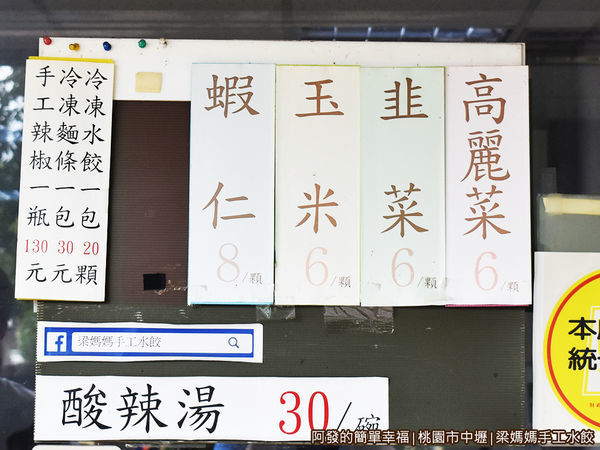 冷凍水餃一包20顆
冷凍麵條一包30元
手工辣椒一瓶130元
高麗菜 6/顆
韭菜 6/顆
玉米 6/顆
蝦仁 8/顆
梁媽媽手工水餃
酸辣湯 30/碗
本
統
阿發的簡單幸福|桃園市中壢|梁媽媽手工水餃